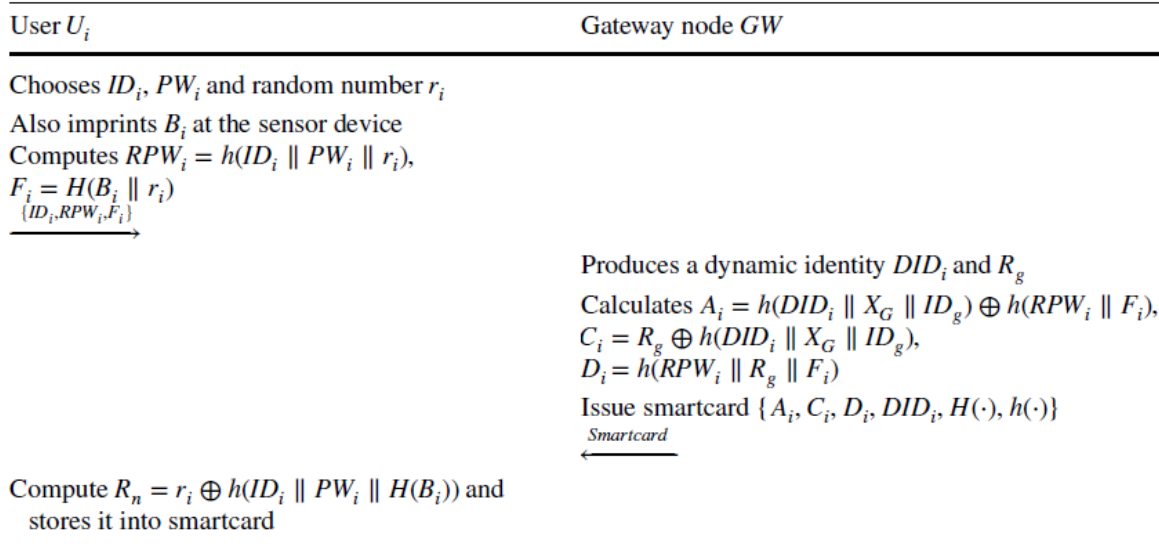 User U_i
Gateway node GW
Chooses ID_i, PW_i and random number r_i
Also imprints B_i at the sensor device
Computes RPW_i = h(ID_i ∥ PW_i ∥ r_i),
F_i = H(B_i ∥ r_i)
{ID_i,RPW_i,F_i}
Produces a dynamic identity DID_i and R_g
Calculates A_i = h(DID_i ∥ X_G ∥ ID_g) ⊕ h(RPW_i ∥ F_i),
C_i = R_g ⊕ h(DID_i ∥ X_G ∥ ID_g),
D_i = h(RPW_i ∥ R_g ∥ F_i)
Issue smartcard {A_i, C_i, D_i, DID_i, H(·), h(·)}
Smartcard
Compute R_n = r_i ⊕ h(ID_i ∥ PW_i ∥ H(B_i)) and
stores it into smartcard